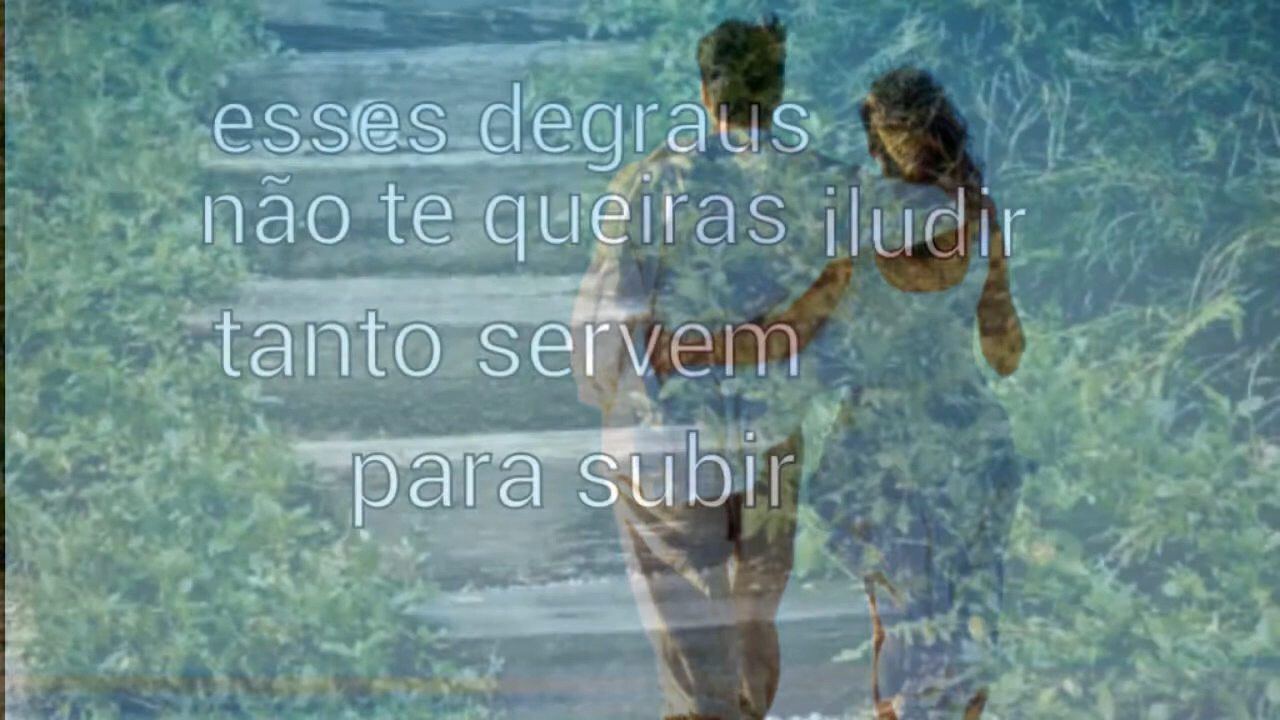 esses degraus
não te queiras iludir
tanto servem
para subir